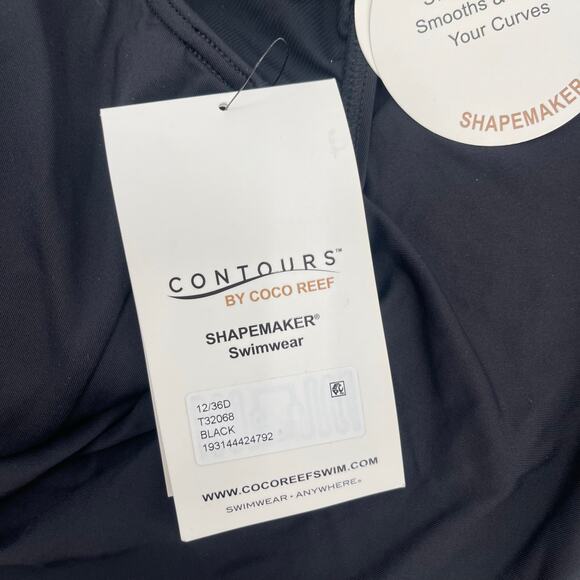 Smooths &
Your Curves
SHAPEMAKER
CONTOURS™
BY COCO REEF
SHAPEMAKER®
Swimwear
12/36D
T32068
BLACK
193144424792
WWW.COCOREEFSWIM.COM
SWIMWEAR • ANYWHERE®